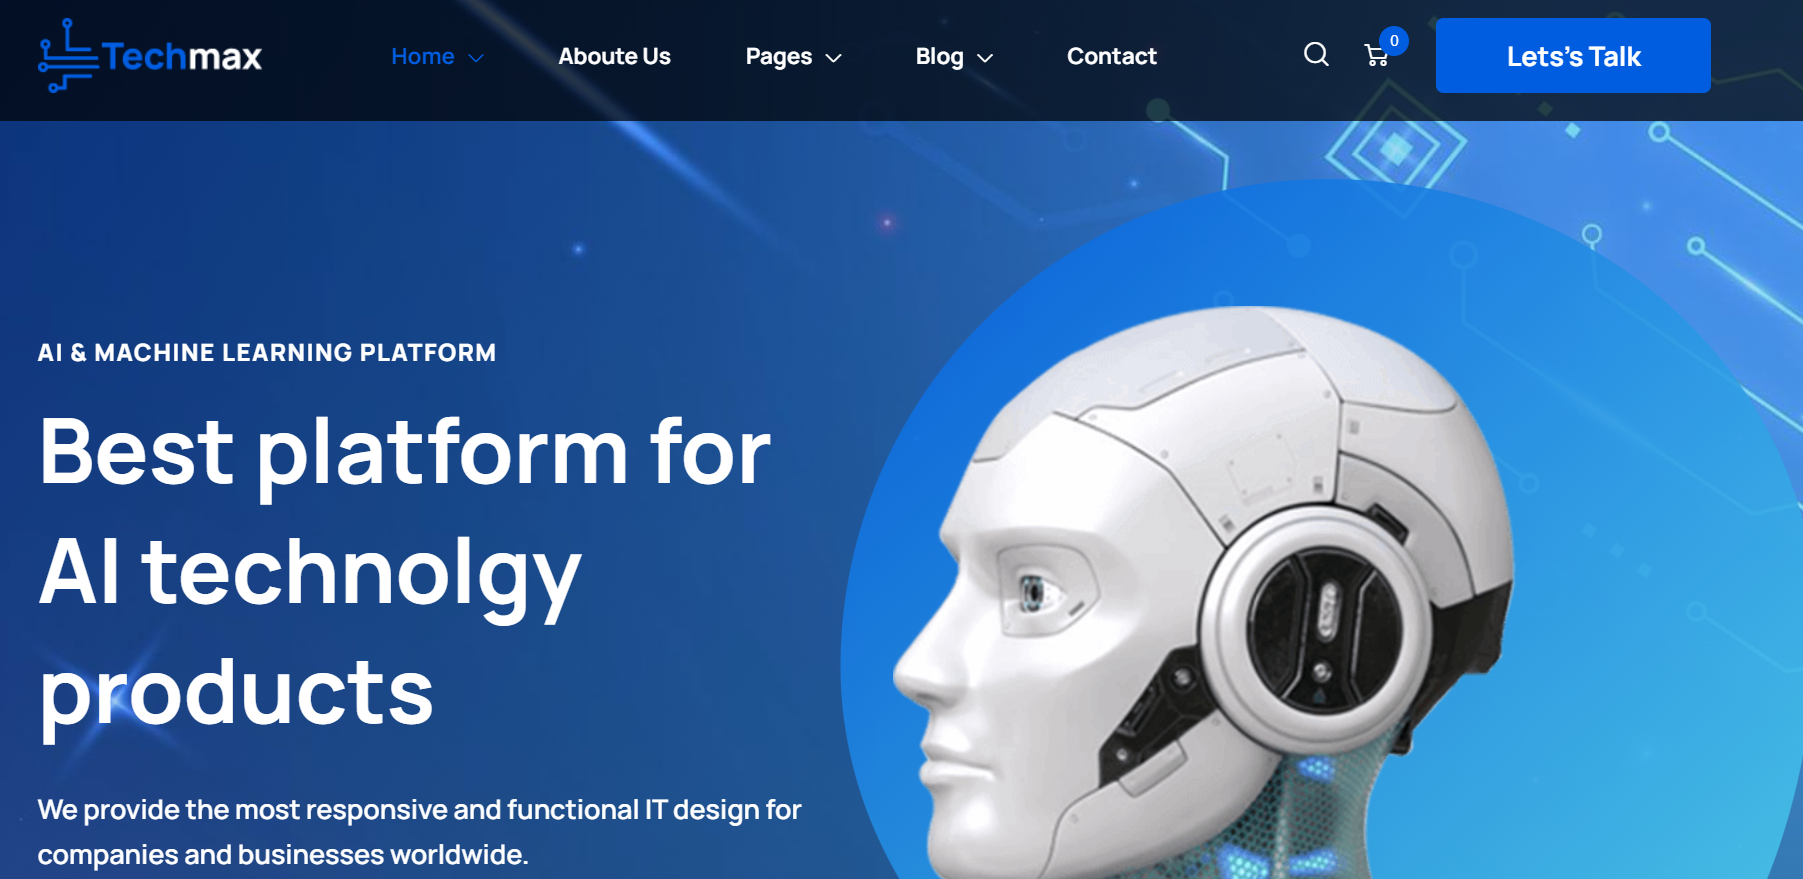 Techmax
Home
Aboute Us
Pages
Blog
Contact
0
Lets's Talk
AI & MACHINE LEARNING PLATFORM
Best platform for
AI technolgy
products
We provide the most responsive and functional IT design for
companies and businesses worldwide.